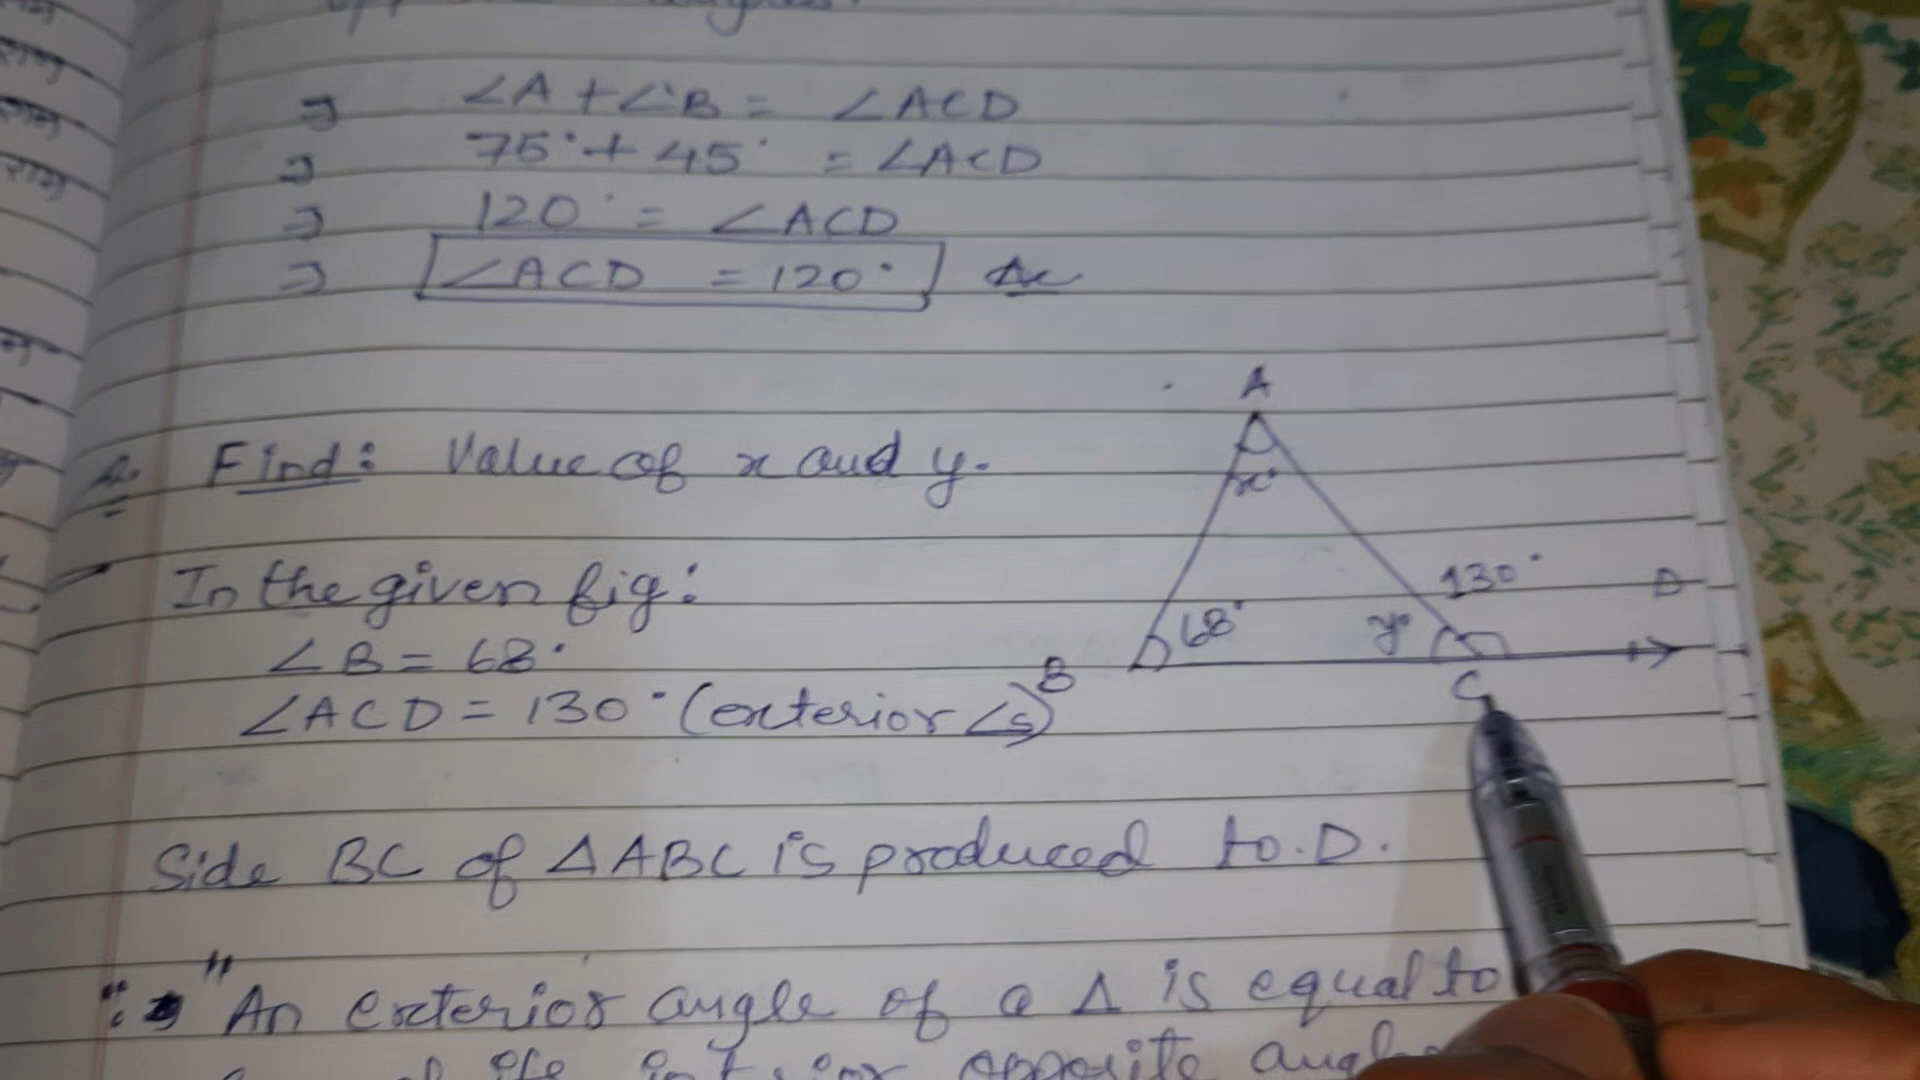 ⇒ ∠A + ∠B = ∠ACD
⇒ 75° + 45° = ∠ACD
⇒ 120° = ∠ACD
⇒ ∠ACD = 120°
A
Find: Value of x and y.
x°
In the given fig:
130°
D
68°
y°
∠B = 68°
B
C
∠ACD = 130° (exterior ∠s)
Side BC of ΔABC is produced to D.
∴ ⇒ "An exterior angle of a Δ is equal to
opposite